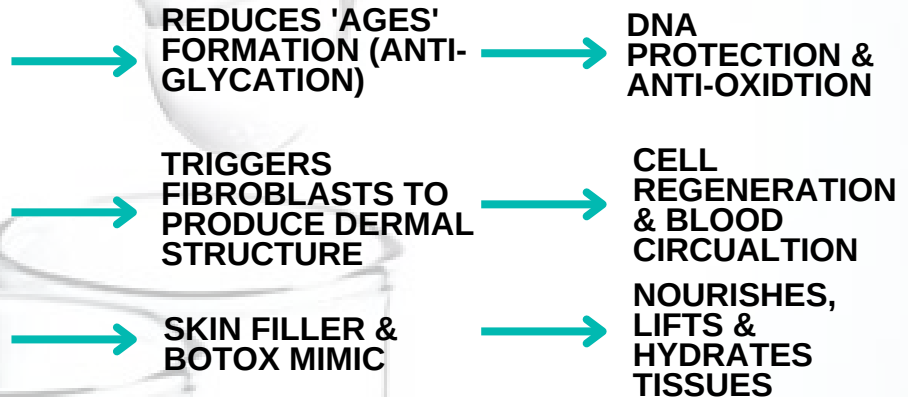 REDUCES 'AGES'
FORMATION (ANTI-
GLYCATION)
DNA
PROTECTION &
ANTI-OXIDTION
TRIGGERS
FIBROBLASTS TO
PRODUCE DERMAL
STRUCTURE
CELL
REGENERATION
& BLOOD
CIRCUALTION
SKIN FILLER &
BOTOX MIMIC
NOURISHES,
LIFTS &
HYDRATES
TISSUES